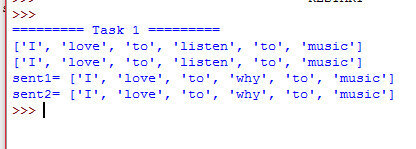 >>>
========= Task 1 =========
['I', 'love', 'to', 'listen', 'to', 'music']
['I', 'love', 'to', 'listen', 'to', 'music']
sent1= ['I', 'love', 'to', 'why', 'to', 'music']
sent2= ['I', 'love', 'to', 'why', 'to', 'music']
>>>